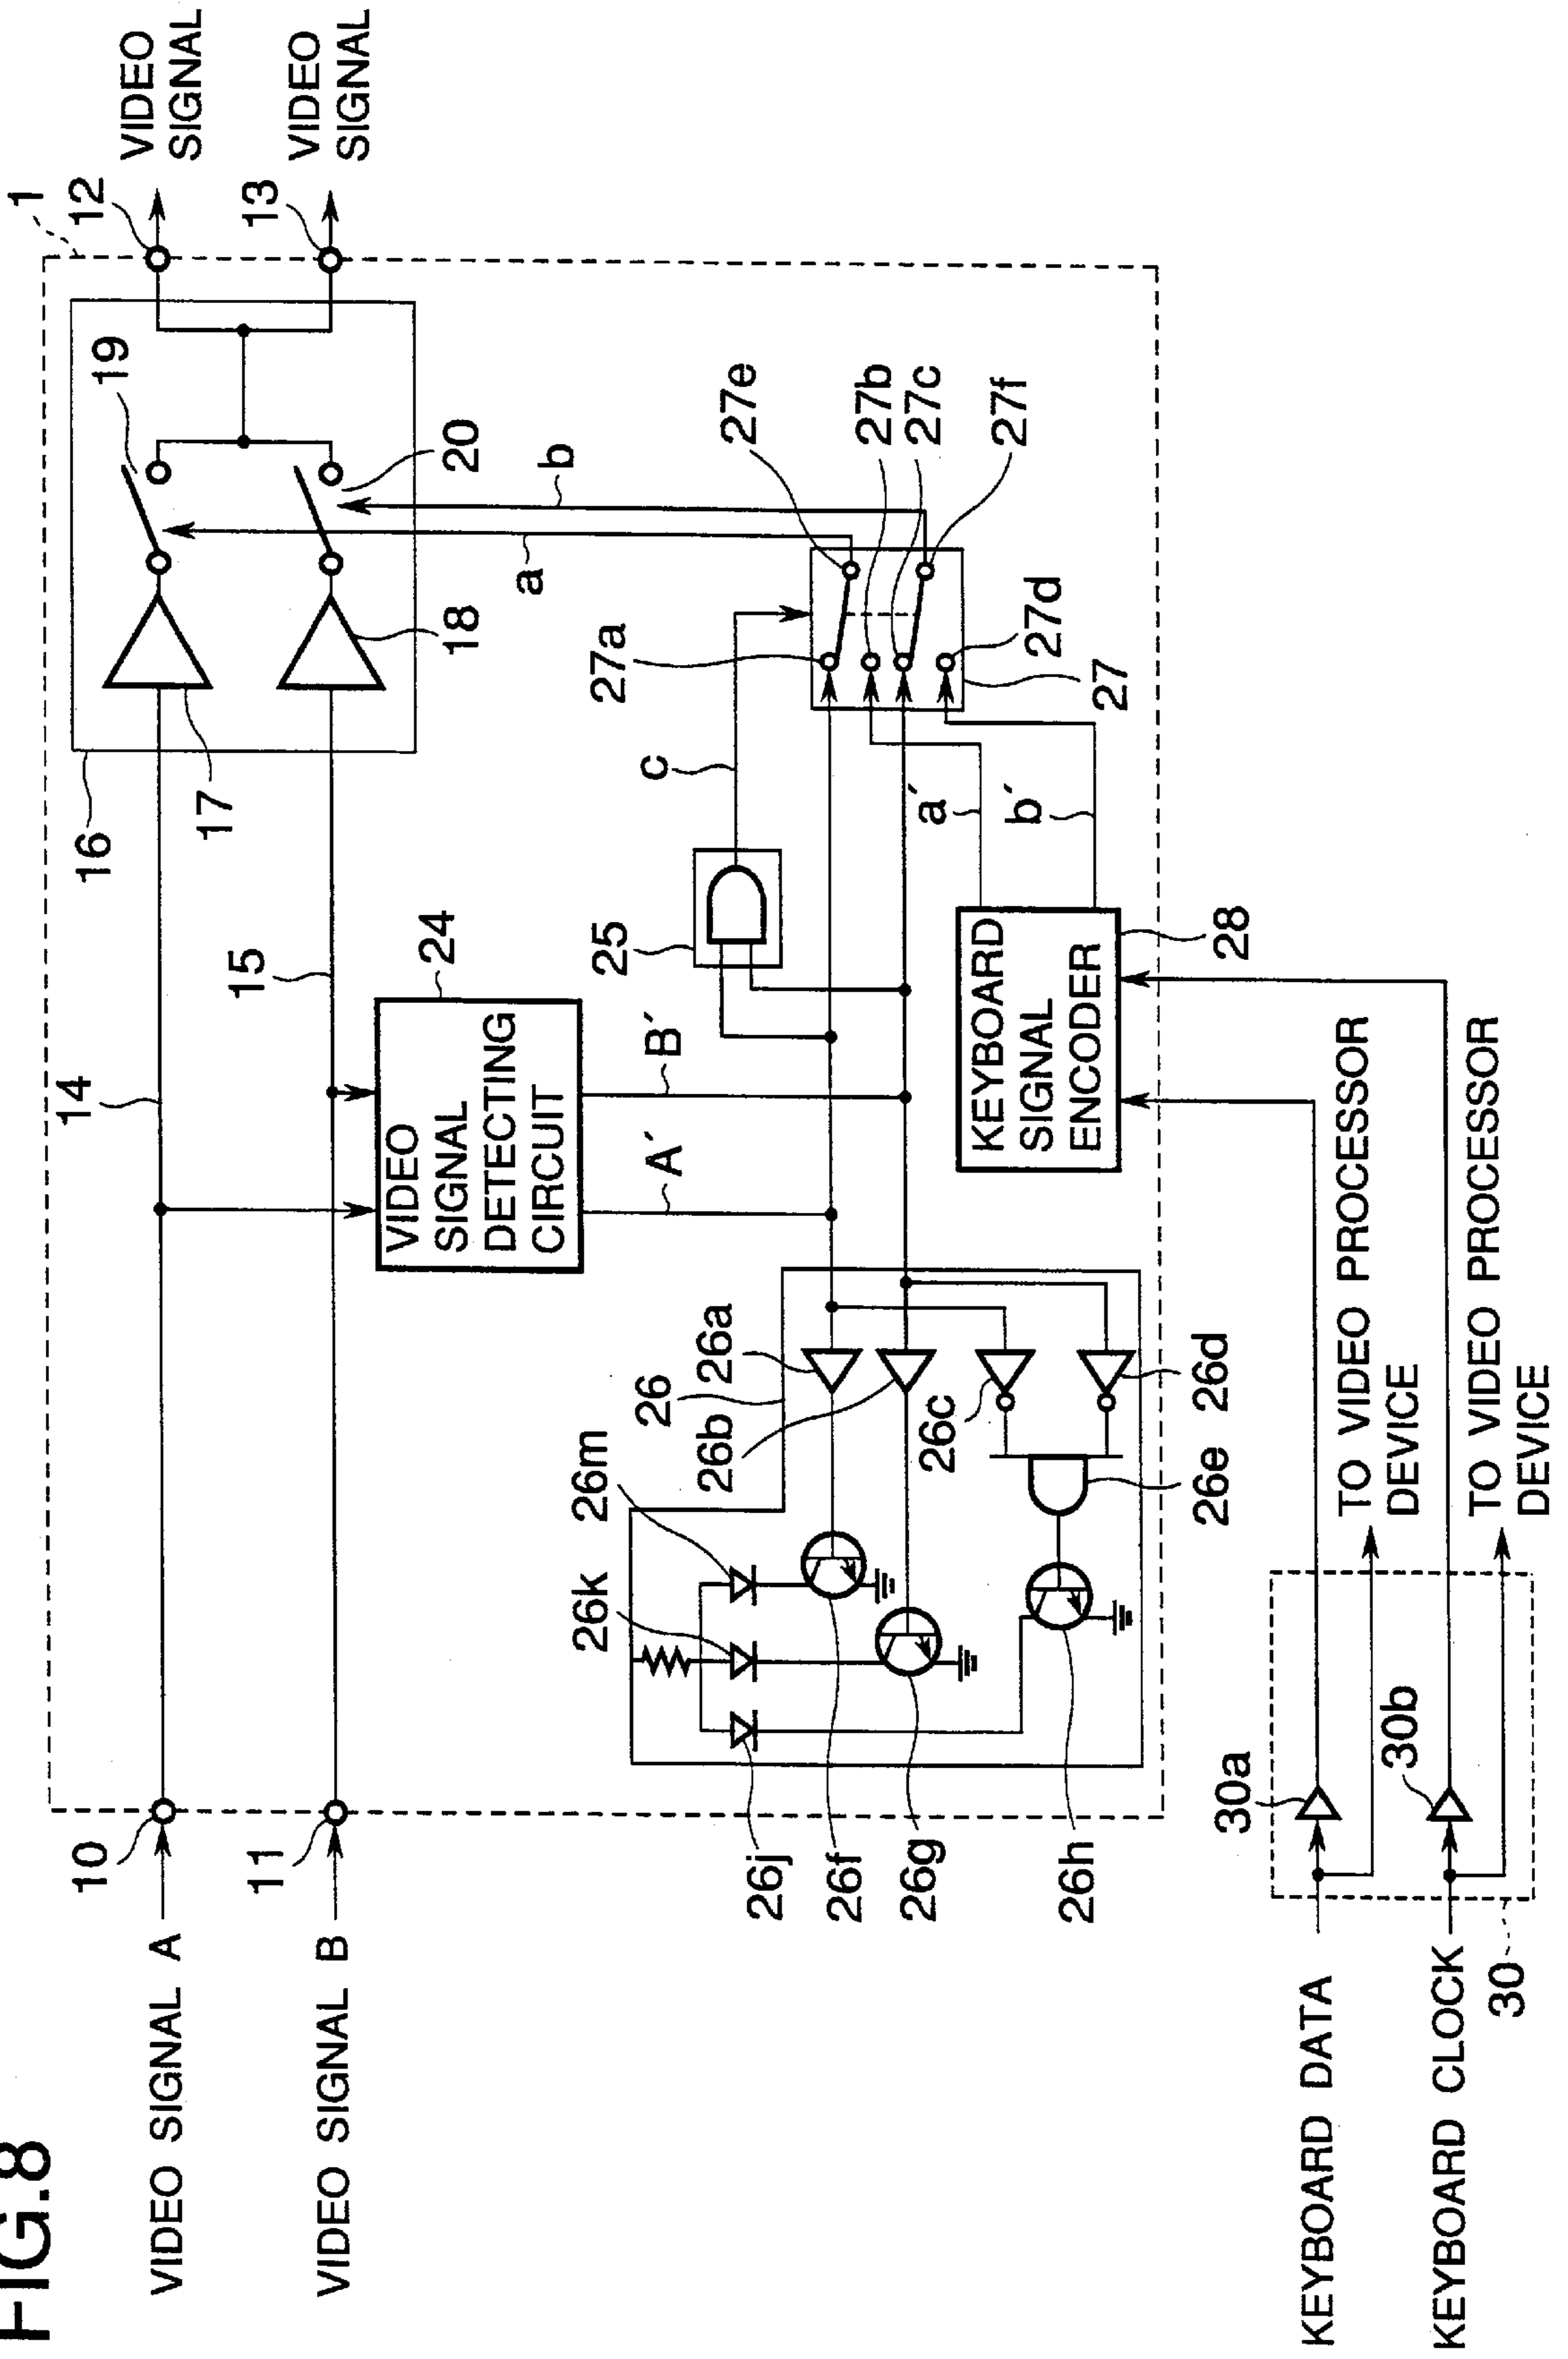 FIG.8
1
VIDEO SIGNAL A
10
14
16
17
19
12
VIDEO
SIGNAL
VIDEO SIGNAL B
11
15
18
20
13
VIDEO
SIGNAL
VIDEO
SIGNAL
DETECTING
CIRCUIT
24
A´
B´
25
c
a
b
27a
27e
27b
27c
27f
27d
27
a´
b´
26
26a
26b
26c
26d
26e
26m
26k
26j
26f
26g
26h
KEYBOARD
SIGNAL
ENCODER
28
KEYBOARD DATA
30a
TO VIDEO PROCESSOR
DEVICE
KEYBOARD CLOCK
30b
TO VIDEO PROCESSOR
DEVICE
30